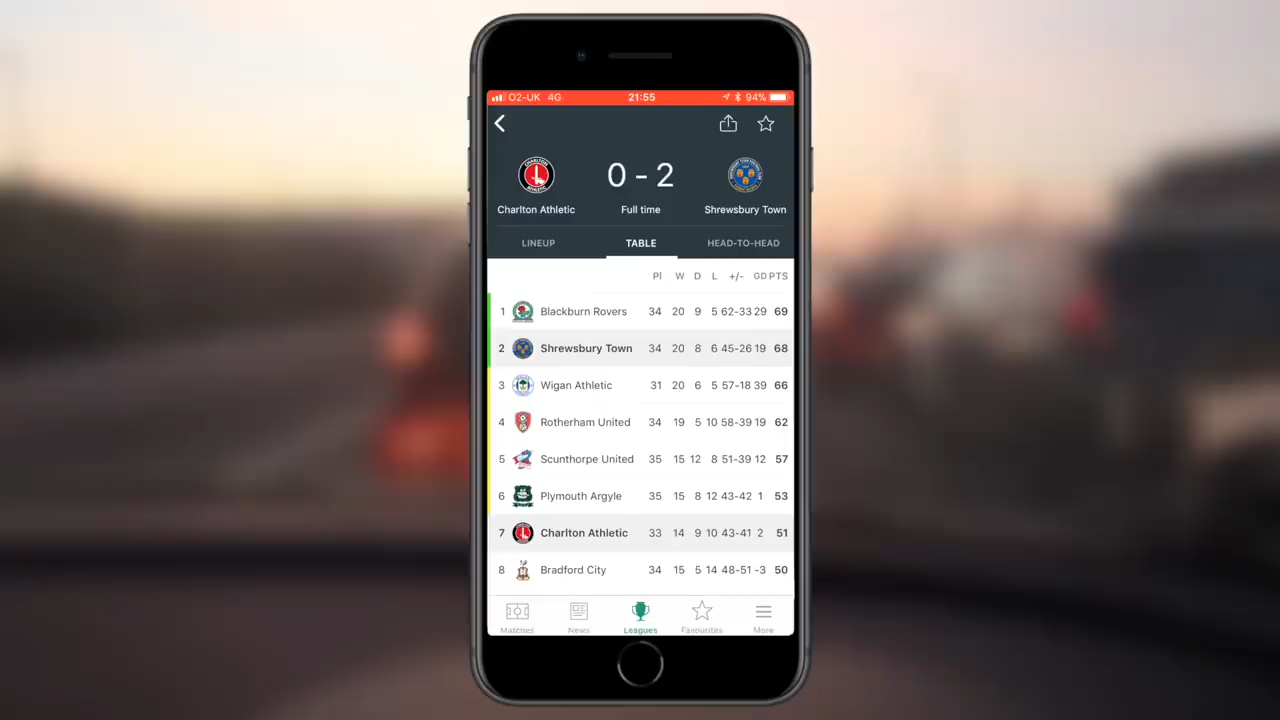 O2-UK 4G 21:55 94%
0 - 2
Charlton Athletic Full time Shrewsbury Town
LINEUP TABLE HEAD-TO-HEAD
Pl W D L +/- GD PTS
1 Blackburn Rovers 34 20 9 5 62-33 29 69
2 Shrewsbury Town 34 20 8 6 45-26 19 68
3 Wigan Athletic 31 20 6 5 57-18 39 66
4 Rotherham United 34 19 5 10 58-39 19 62
5 Scunthorpe United 35 15 12 8 51-39 12 57
6 Plymouth Argyle 35 15 8 12 43-42 1 53
7 Charlton Athletic 33 14 9 10 43-41 2 51
8 Bradford City 34 15 5 14 48-51 -3 50
Matches News Leagues Favourites More